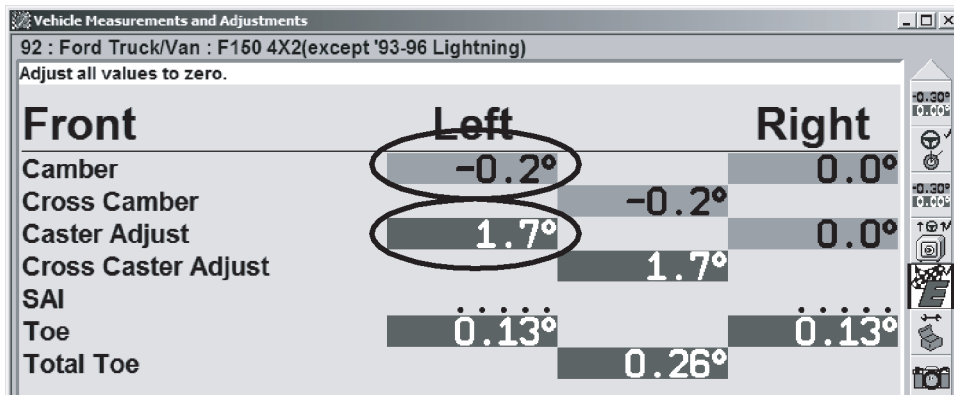 Vehicle Measurements and Adjustments
92 : Ford Truck/Van : F150 4X2(except '93-96 Lightning)
Adjust all values to zero.
Front Left Right
Camber -0.2° 0.0°
Cross Camber -0.2°
Caster Adjust 1.7° 0.0°
Cross Caster Adjust 1.7°
SAI ..... .....
Toe 0.13° 0.13°
Total Toe 0.26°
-0.30°
0.00°
-0.30°
0.00°
E